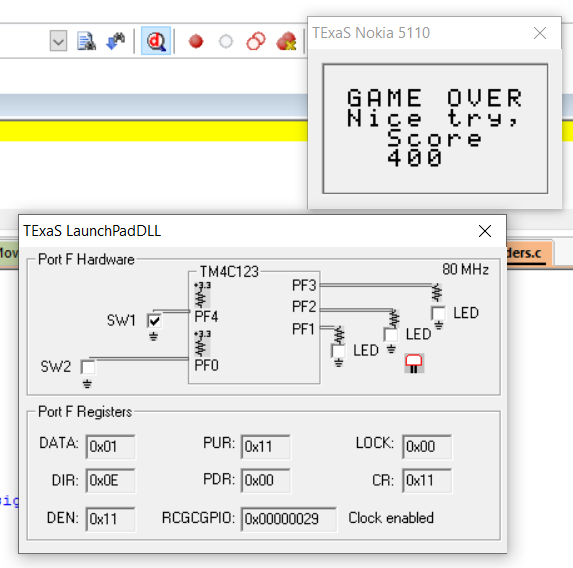 TExaS Nokia 5110
GAME OVER
Nice try,
Score
400
TExaS LaunchPadDLL
ders.c
Port F Hardware
TM4C123
80 MHz
+3.3
PF3
PF2
PF1
SW1
PF4
LED
LED
LED
+3.3
SW2
PF0
Port F Registers
DATA: 0x01 PUR: 0x11 LOCK: 0x00
DIR: 0x0E PDR: 0x00 CR: 0x11
DEN: 0x11 RCGCGPIO: 0x00000029 Clock enabled